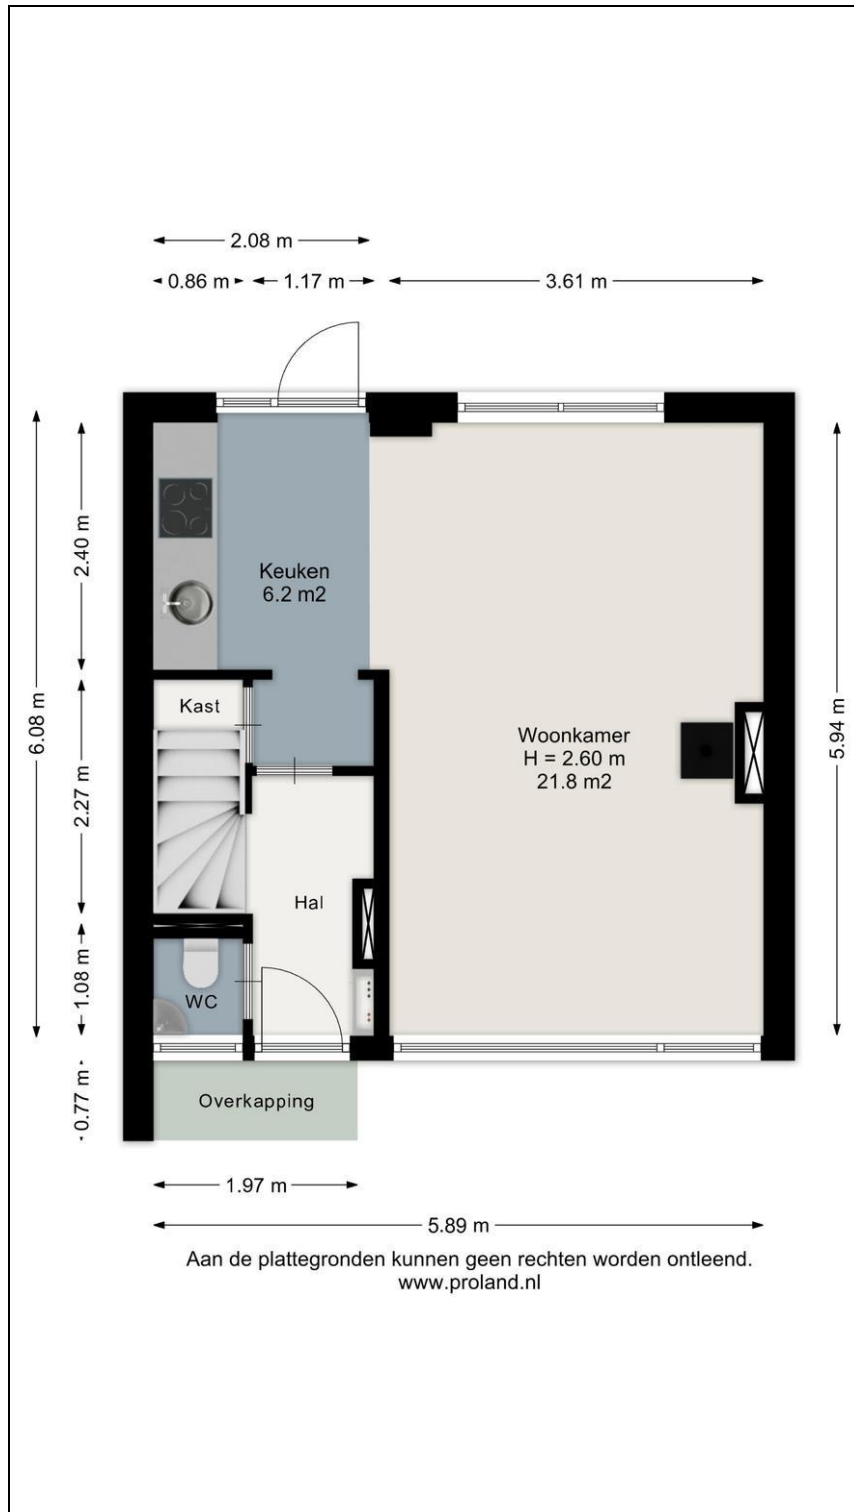 2.08 m
0.86 m
1.17 m
3.61 m
6.08 m
2.40 m
2.27 m
1.08 m
0.77 m
5.94 m
Keuken
6.2 m2
Kast
Woonkamer
H = 2.60 m
21.8 m2
Hal
WC
Overkapping
1.97 m
5.89 m
Aan de plattegronden kunnen geen rechten worden ontleend.
www.proland.nl